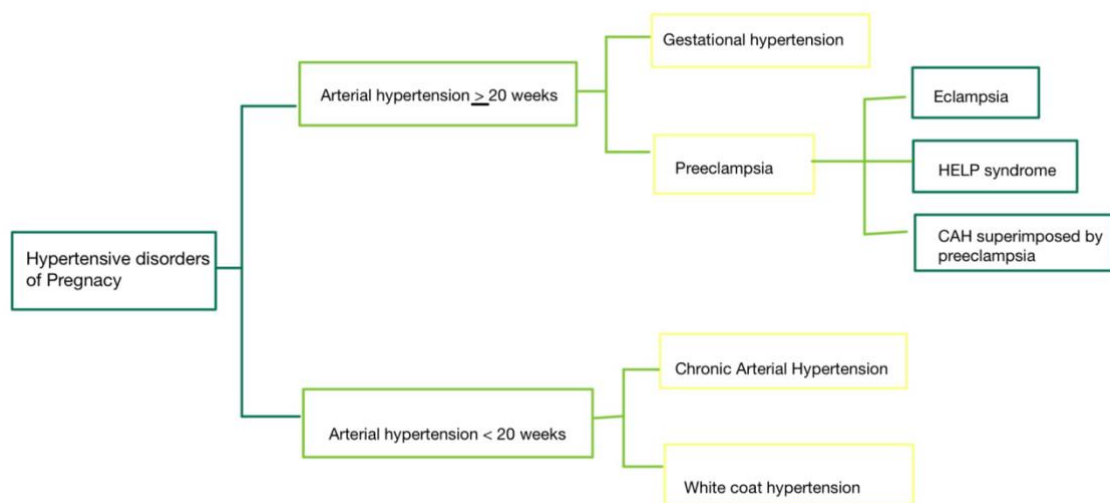 Hypertensive disorders
of Pregnacy
Arterial hypertension > 20 weeks
Gestational hypertension
Preeclampsia
Eclampsia
HELP syndrome
CAH superimposed by
preeclampsia
Arterial hypertension < 20 weeks
Chronic Arterial Hypertension
White coat hypertension